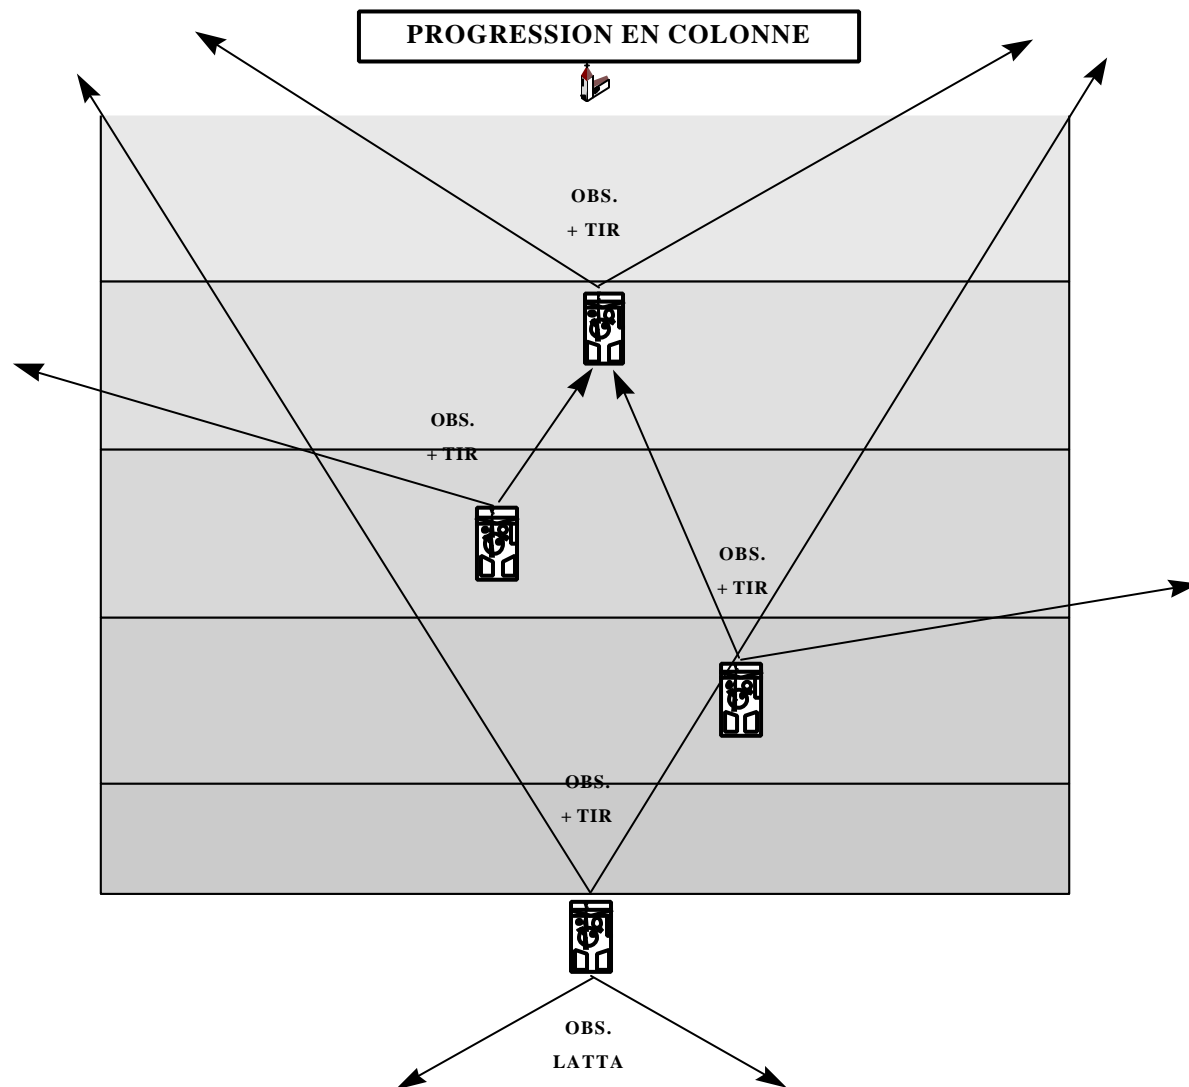 PROGRESSION EN COLONNE
OBS.
+ TIR
OBS.
+ TIR
OBS.
+ TIR
OBS.
+ TIR
OBS.
LATTA